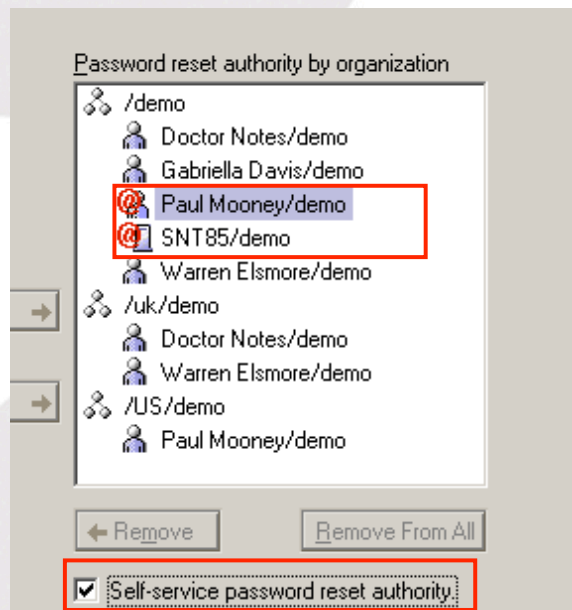 Password reset authority by organization
/demo
Doctor Notes/demo
Gabriella Davis/demo
@ Paul Mooney/demo
@ SNT85/demo
Warren Elsmore/demo
/uk/demo
Doctor Notes/demo
Warren Elsmore/demo
/US/demo
Paul Mooney/demo
Remove
Remove From All
Self-service password reset authority.